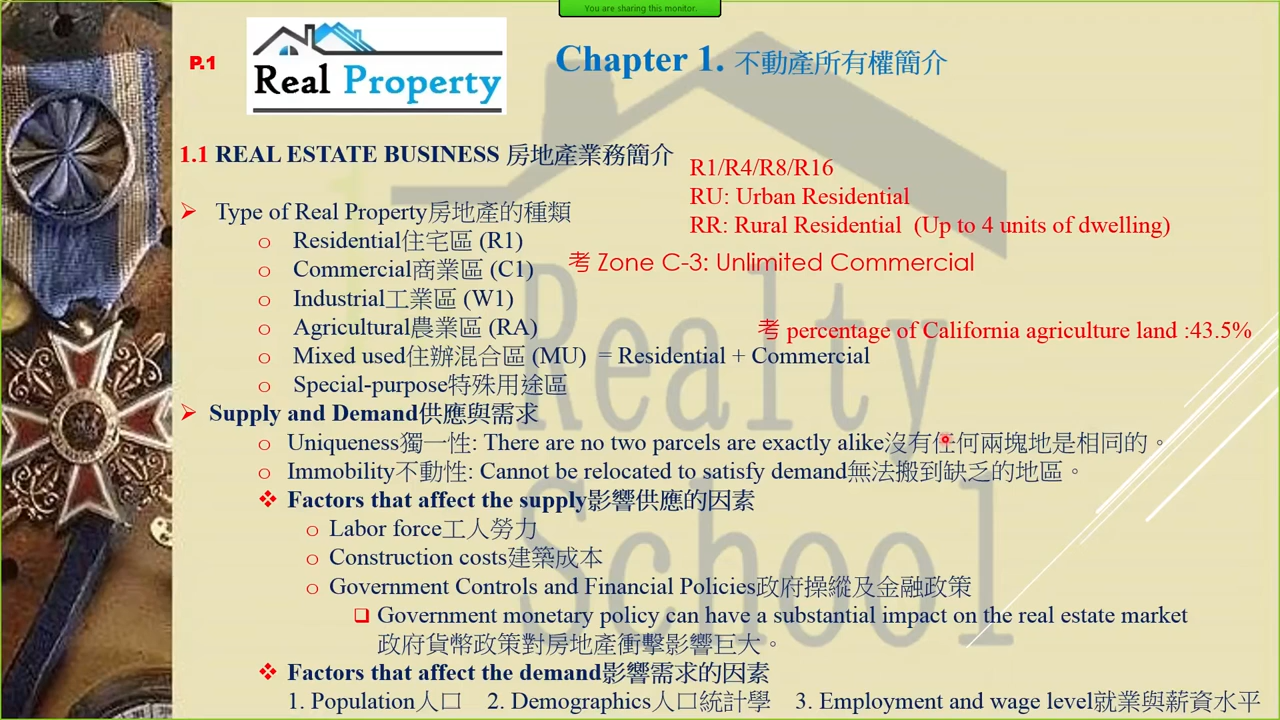 You are sharing this monitor.
P.1
Real Property
Chapter 1. 不動產所有權簡介
1.1 REAL ESTATE BUSINESS 房地產業務簡介
R1/R4/R8/R16
RU: Urban Residential
RR: Rural Residential (Up to 4 units of dwelling)
Type of Real Property房地產的種類
Residential住宅區 (R1)
Commercial商業區 (C1)
考 Zone C-3: Unlimited Commercial
Industrial工業區 (W1)
Agricultural農業區 (RA)
考 percentage of California agriculture land :43.5%
Mixed used住辦混合區 (MU) = Residential + Commercial
Special-purpose特殊用途區
Supply and Demand供應與需求
Uniqueness獨一性: There are no two parcels are exactly alike沒有任何兩塊地是相同的。
Immobility不動性: Cannot be relocated to satisfy demand無法搬到缺乏的地區。
Factors that affect the supply影響供應的因素
Labor force工人勞力
Construction costs建築成本
Government Controls and Financial Policies政府操縱及金融政策
Government monetary policy can have a substantial impact on the real estate market
政府貨幣政策對房地產衝擊影響巨大。
Factors that affect the demand影響需求的因素
1. Population人口 2. Demographics人口統計學 3. Employment and wage level就業與薪資水平
Realty
School